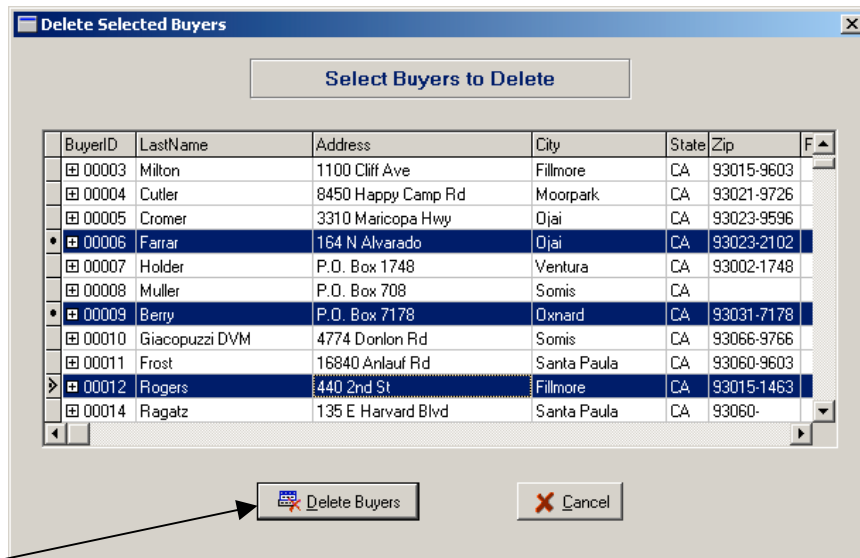 Delete Selected Buyers
Select Buyers to Delete
BuyerID LastName Address City State Zip F
00003 Milton 1100 Cliff Ave Fillmore CA 93015-9603
00004 Cutler 8450 Happy Camp Rd Moorpark CA 93021-9726
00005 Cromer 3310 Maricopa Hwy Ojai CA 93023-9596
00006 Farrar 164 N Alvarado Ojai CA 93023-2102
00007 Holder P.O. Box 1748 Ventura CA 93002-1748
00008 Muller P.O. Box 708 Somis CA
00009 Berry P.O. Box 7178 Oxnard CA 93031-7178
00010 Giacopuzzi DVM 4774 Donlon Rd Somis CA 93066-9766
00011 Frost 16840 Anlauf Rd Santa Paula CA 93060-9603
00012 Rogers 440 2nd St Fillmore CA 93015-1463
00014 Ragatz 135 E Harvard Blvd Santa Paula CA 93060-
Delete Buyers Cancel